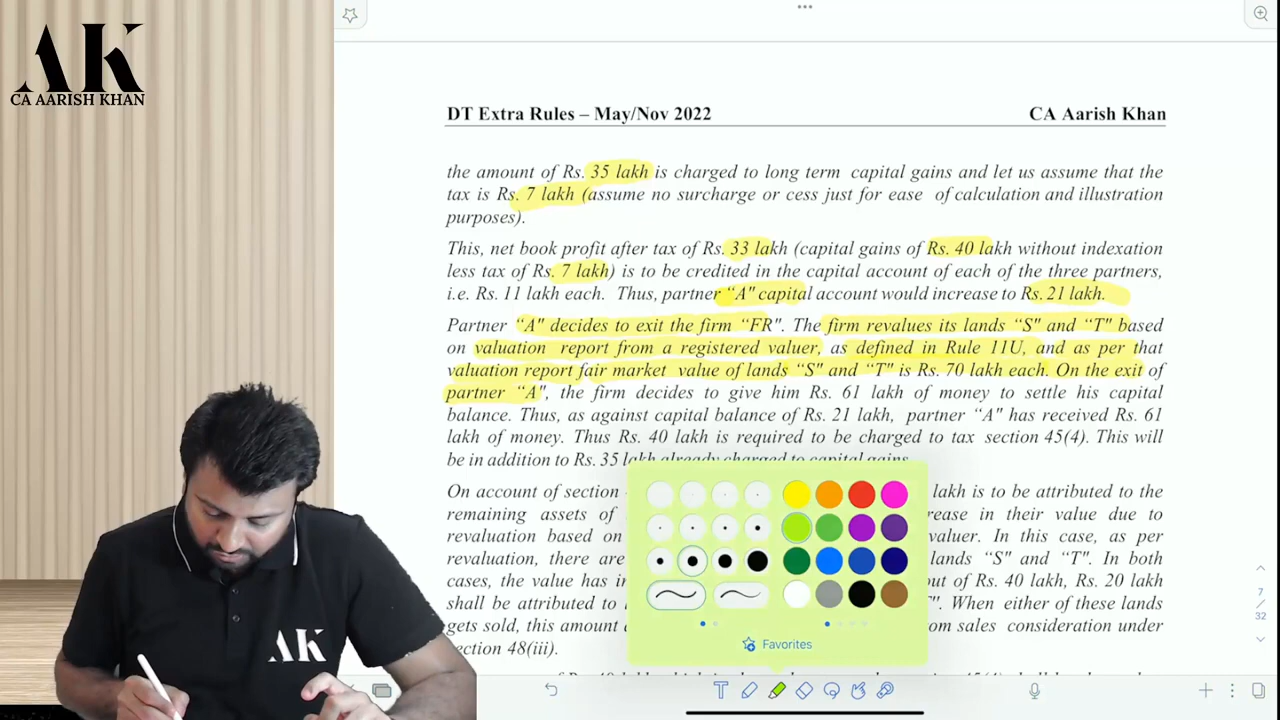 AK
CA AARISH KHAN
DT Extra Rules – May/Nov 2022 CA Aarish Khan
the amount of Rs. 35 lakh is charged to long term capital gains and let us assume that the
tax is Rs. 7 lakh (assume no surcharge or cess just for ease of calculation and illustration
purposes).
This, net book profit after tax of Rs. 33 lakh (capital gains of Rs. 40 lakh without indexation
less tax of Rs. 7 lakh) is to be credited in the capital account of each of the three partners,
i.e. Rs. 11 lakh each. Thus, partner "A" capital account would increase to Rs. 21 lakh.
Partner "A" decides to exit the firm "FR". The firm revalues its lands "S" and "T" based
on valuation report from a registered valuer, as defined in Rule 11U, and as per that
valuation report fair market value of lands "S" and "T" is Rs. 70 lakh each. On the exit of
partner "A", the firm decides to give him Rs. 61 lakh of money to settle his capital
balance. Thus, as against capital balance of Rs. 21 lakh, partner "A" has received Rs. 61
lakh of money. Thus Rs. 40 lakh is required to be charged to tax section 45(4). This will
be in addition to Rs. 35 lakh already charged to capital gains.
On account of section lakh is to be attributed to the
remaining assets of rease in their value due to
revaluation based on valuer. In this case, as per
revaluation, there are lands "S" and "T". In both
cases, the value has in out of Rs. 40 lakh, Rs. 20 lakh
shall be attributed to ". When either of these lands
gets sold, this amount om sales consideration under
section 48(iii).
Favorites
7
32
T
AK